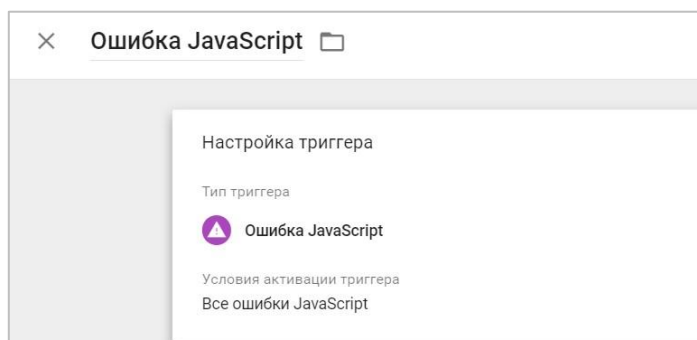 Ошибка JavaScript
Настройка триггера
Тип триггера
Ошибка JavaScript
Условия активации триггера
Все ошибки JavaScript